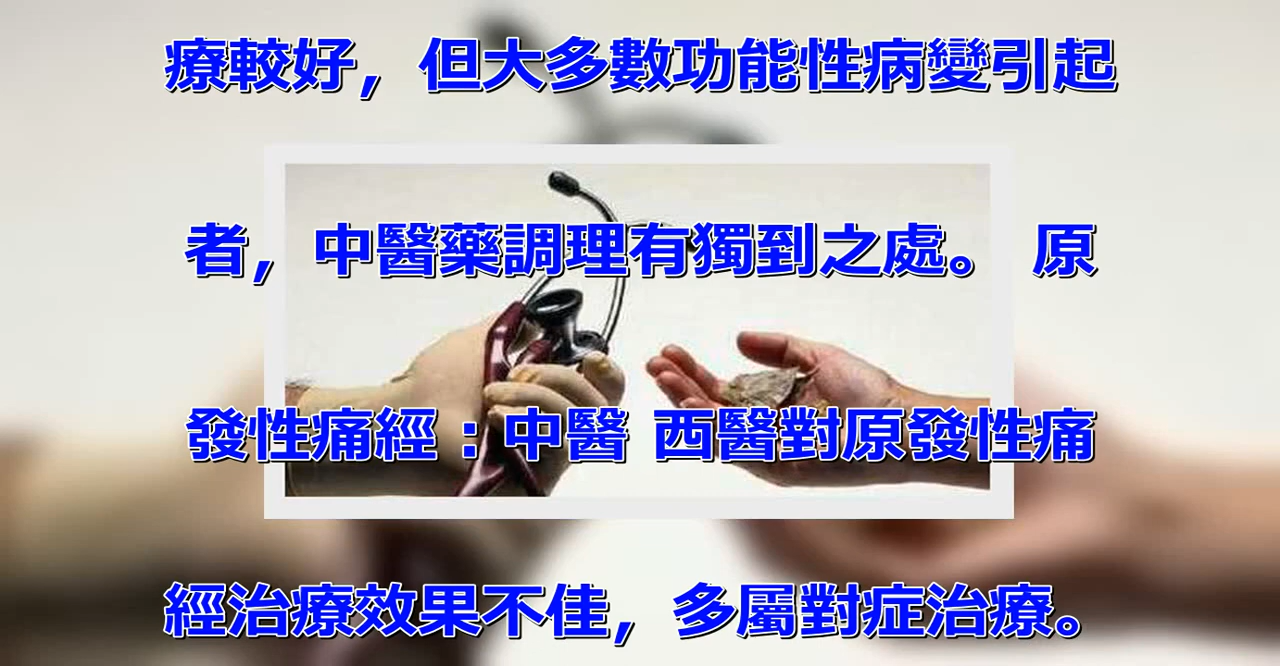 療較好，但大多數功能性病變引起
者，中醫藥調理有獨到之處。 原
發性痛經：中醫 西醫對原發性痛
經治療效果不佳，多屬對症治療。